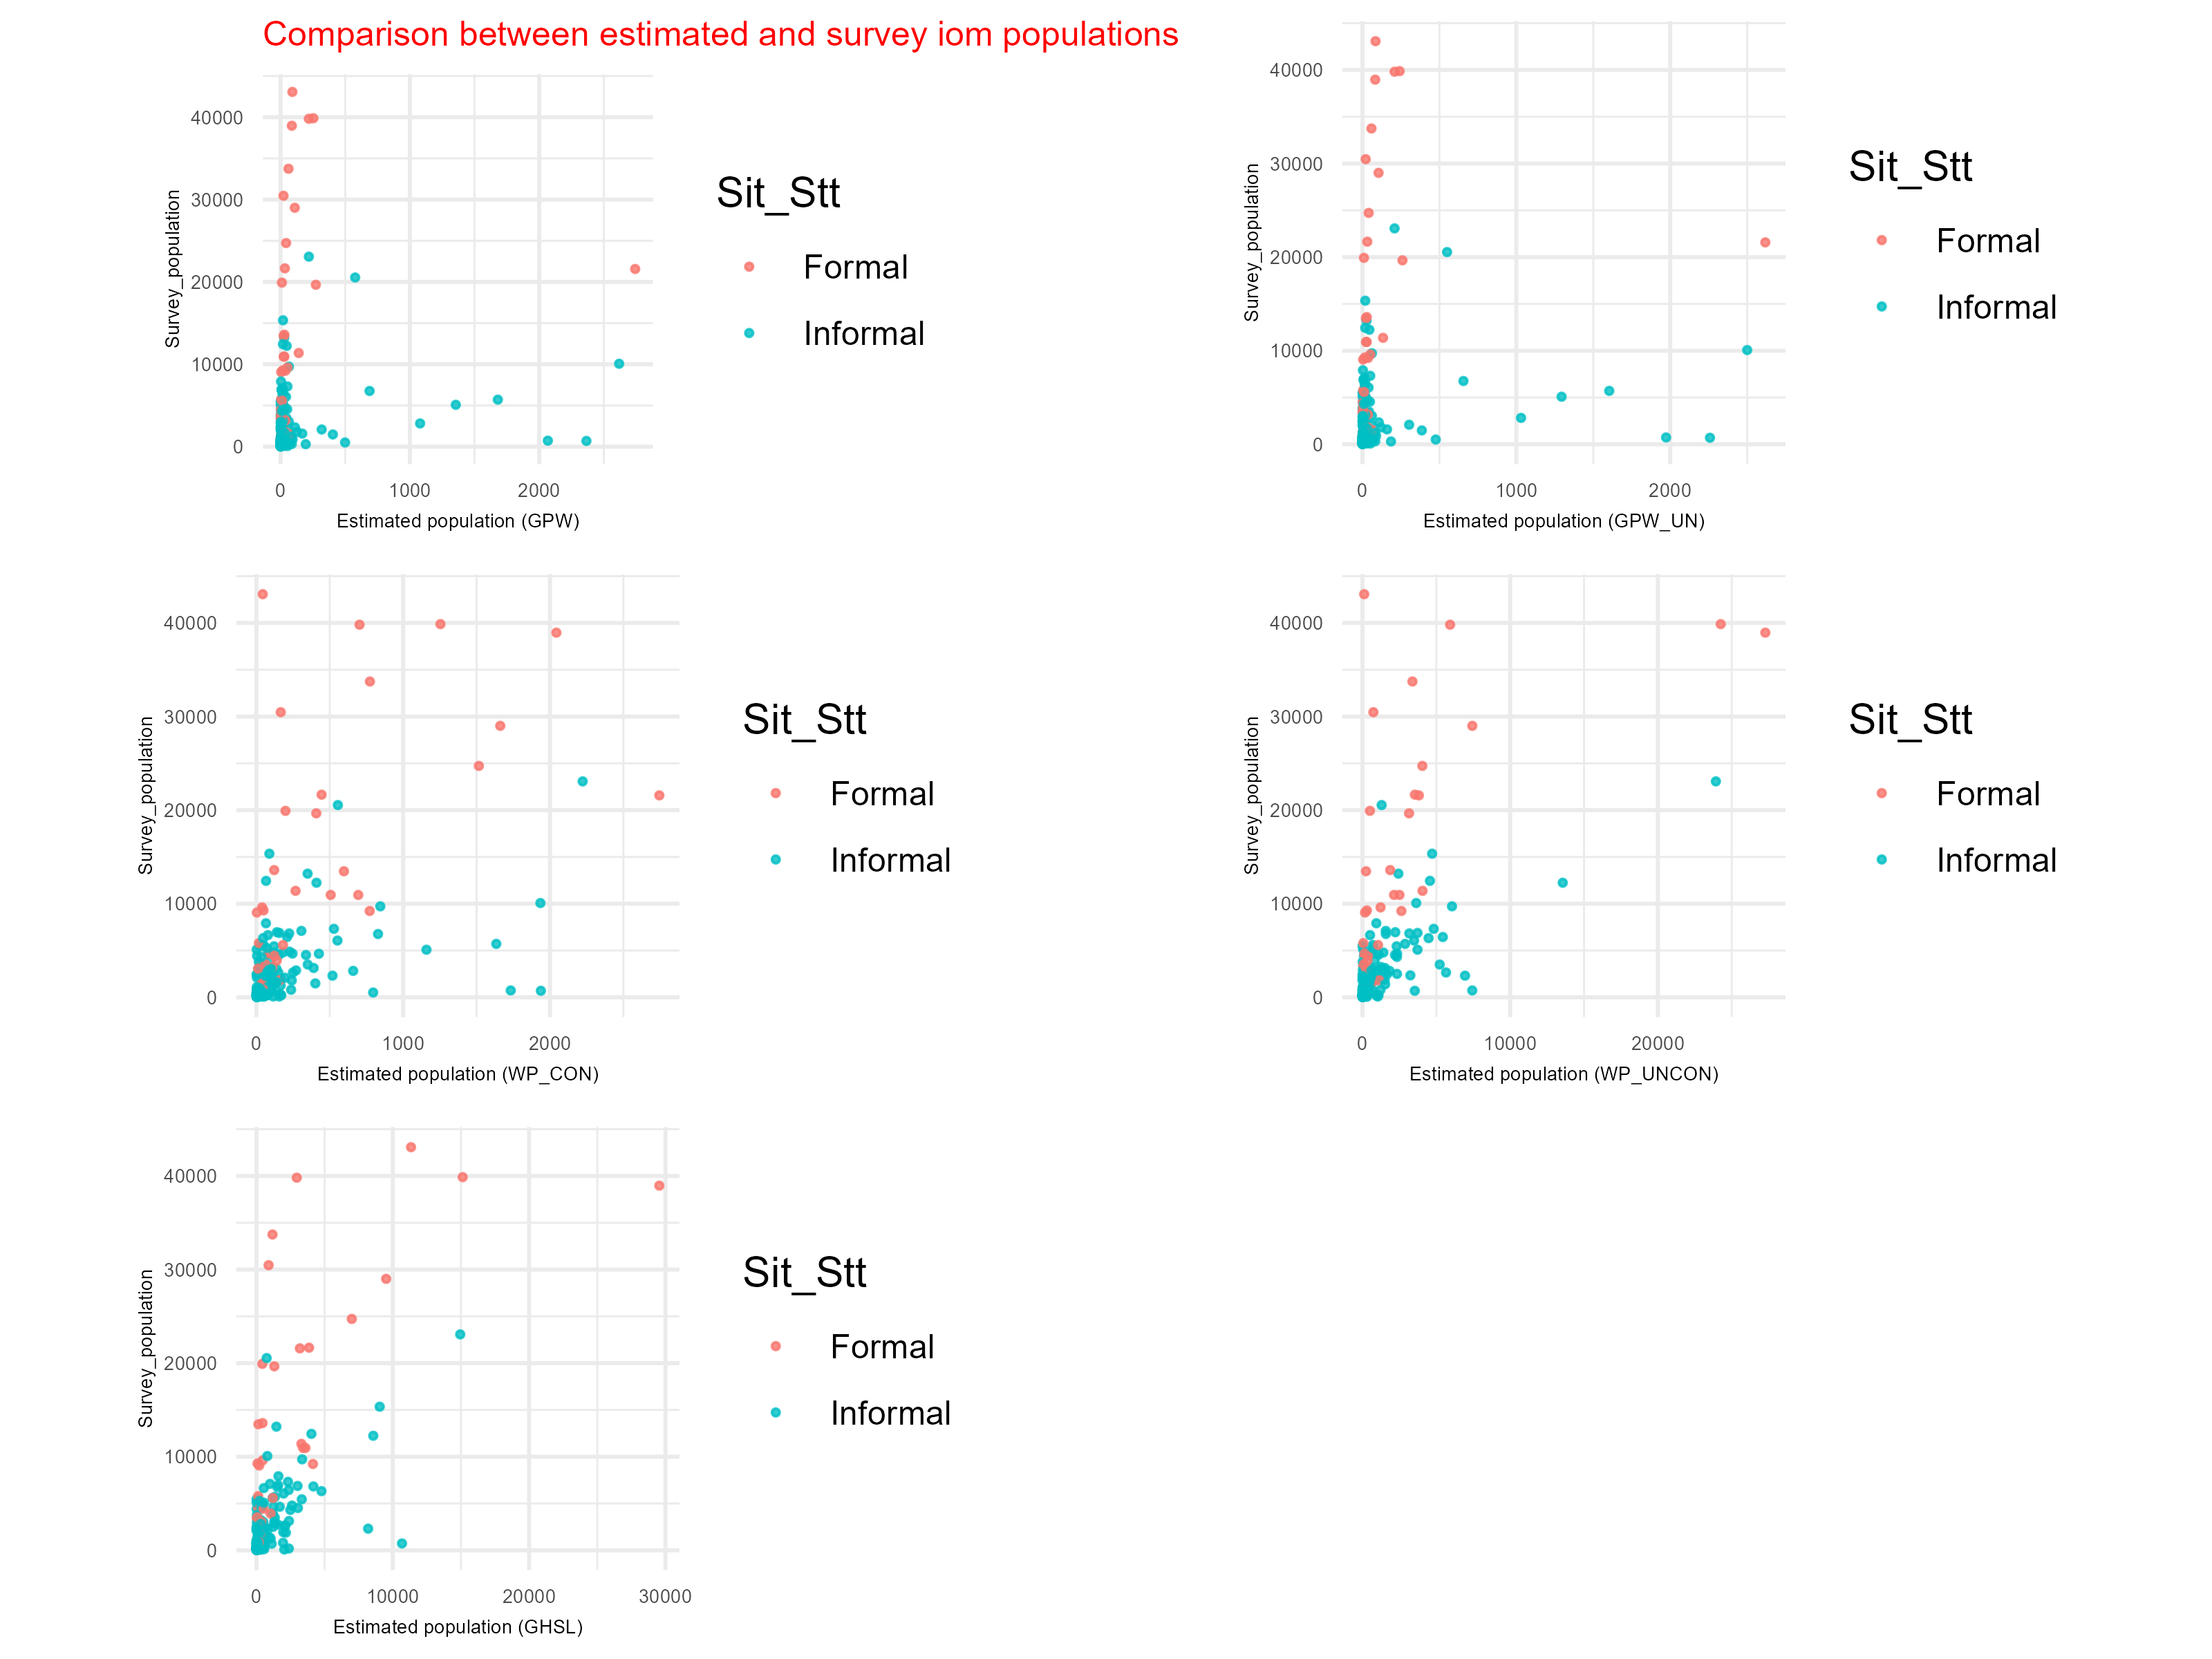 Comparison between estimated and survey iom populations
Survey_population
40000
30000
20000
10000
0
0 1000 2000
Estimated population (GPW)
Sit_Stt
Formal
Informal
Survey_population
40000
30000
20000
10000
0
0 1000 2000
Estimated population (GPW_UN)
Sit_Stt
Formal
Informal
Survey_population
40000
30000
20000
10000
0
0 1000 2000
Estimated population (WP_CON)
Sit_Stt
Formal
Informal
Survey_population
40000
30000
20000
10000
0
0 10000 20000
Estimated population (WP_UNCON)
Sit_Stt
Formal
Informal
Survey_population
40000
30000
20000
10000
0
0 10000 20000 30000
Estimated population (GHSL)
Sit_Stt
Formal
Informal